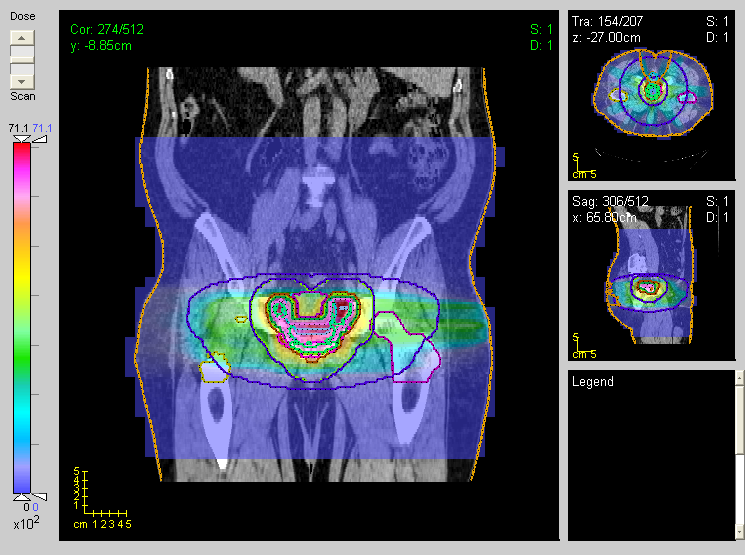 Dose
Scan
71.1 71.1
0 0
x10²
Cor: 274/512
y: -8.85cm
S: 1
D: 1
5
4
3
2
1
cm 1 2 3 4 5
Tra: 154/207
z: -27.00cm
S: 1
D: 1
5
cm 5
Sag: 306/512
x: 65.80cm
S: 1
D: 1
5
cm 5
Legend